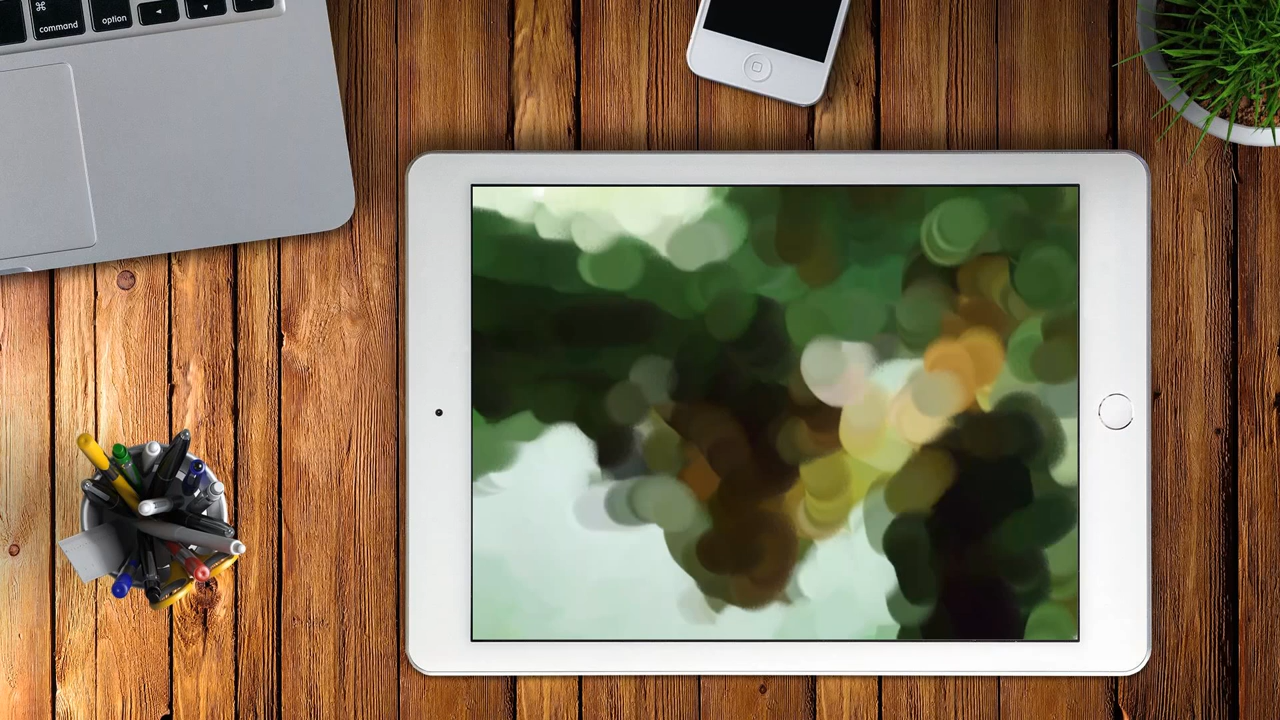 ⌘
command
option
◄
▼